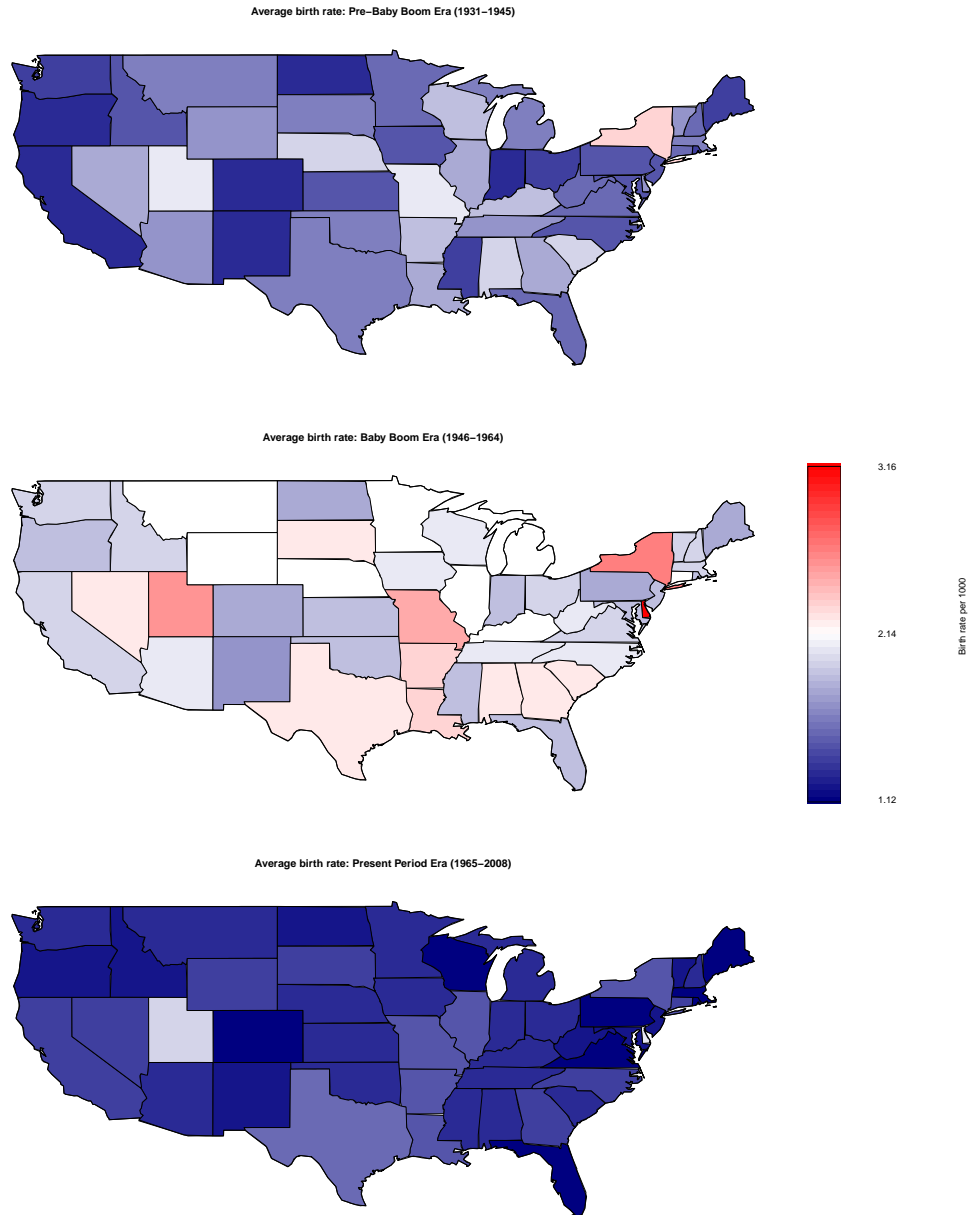 Average birth rate: Pre−Baby Boom Era (1931−1945)
Average birth rate: Baby Boom Era (1946−1964)
3.16
2.14
1.12
Birth rate per 1000
Average birth rate: Present Period Era (1965−2008)